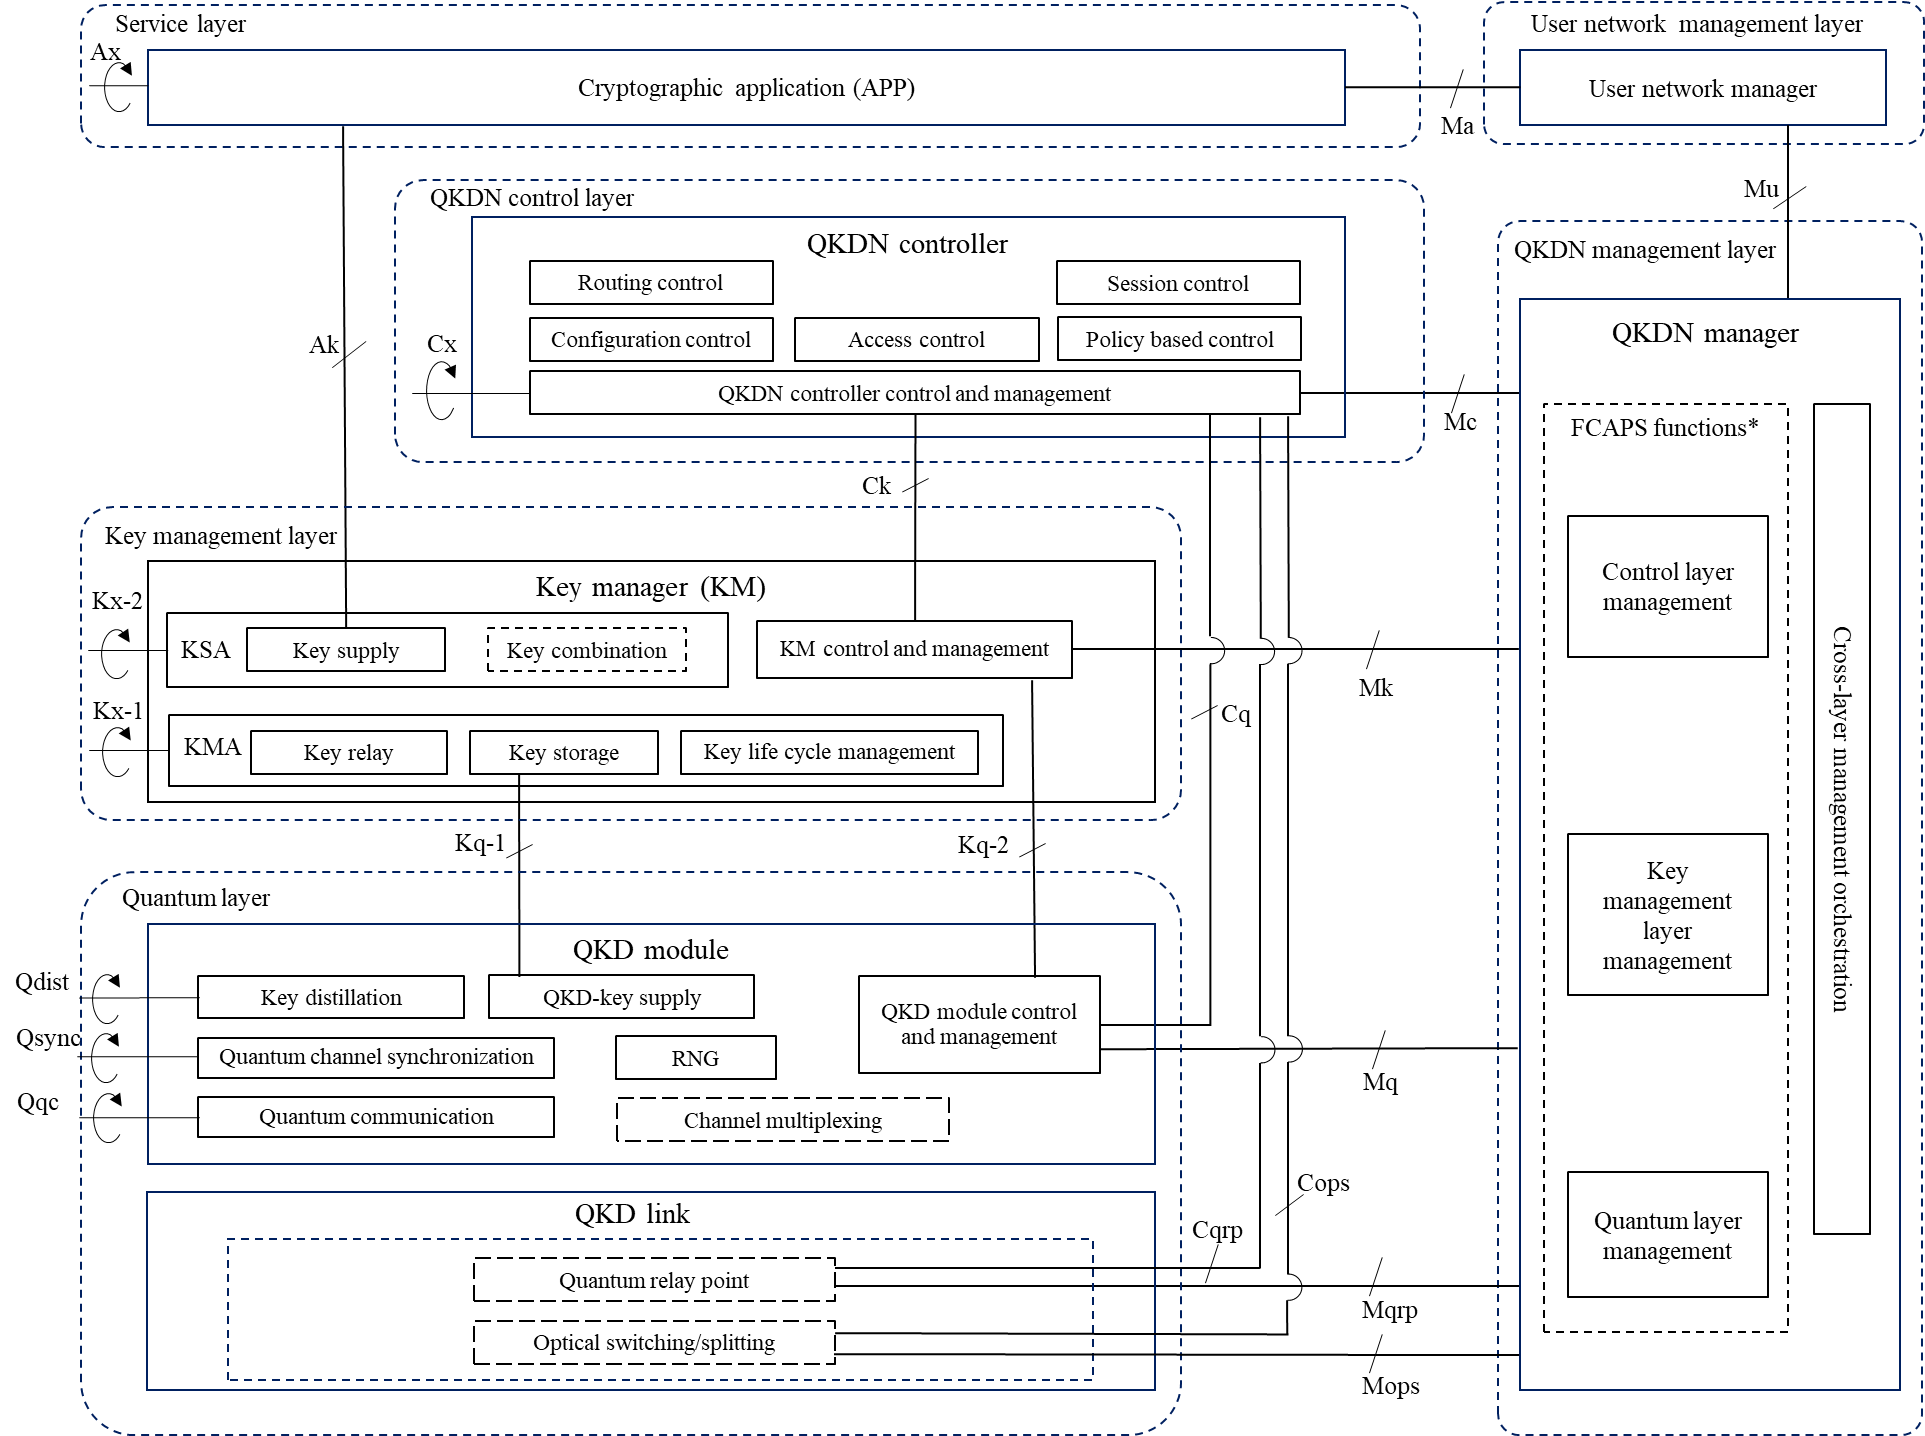 Service layer
User network management layer
Ax
Cryptographic application (APP)
User network manager
Ma
Mu
QKDN control layer
QKDN controller
QKDN management layer
Routing control
Session control
Configuration control
Access control
Policy based control
QKDN manager
Ak
Cx
QKDN controller control and management
Mc
FCAPS functions*
Ck
Key management layer
Key manager (KM)
Control layer
management
Kx-2
KSA
Key supply
Key combination
KM control and management
Mk
Kx-1
KMA
Key relay
Key storage
Key life cycle management
Cq
Cross-layer management orchestration
Kq-1
Kq-2
Key
management
layer
management
Quantum layer
QKD module
Qdist
Key distillation
QKD-key supply
QKD module control
and management
Qsync
Quantum channel synchronization
RNG
Mq
Qqc
Quantum communication
Channel multiplexing
Cops
QKD link
Cqrp
Quantum layer
management
Quantum relay point
Mqrp
Optical switching/splitting
Mops